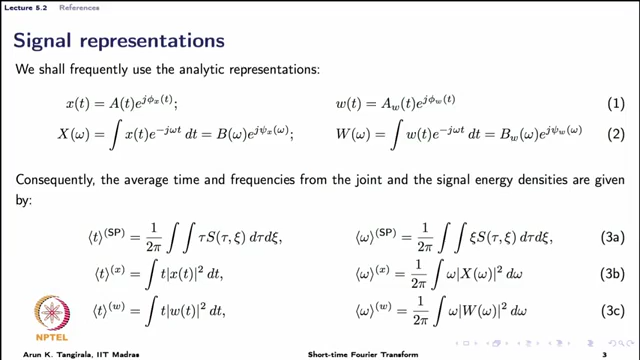 Lecture 5.2 References
Signal representations
We shall frequently use the analytic representations:
x(t) = A(t)e^{jϕ_x(t)}; w(t) = A_w(t)e^{jϕ_w(t)} (1)
X(ω) = ∫ x(t)e^{−jωt} dt = B(ω)e^{jψ_x(ω)}; W(ω) = ∫ w(t)e^{−jωt} dt = B_w(ω)e^{jψ_w(ω)} (2)
Consequently, the average time and frequencies from the joint and the signal energy densities are given
by:
⟨t⟩^{(SP)} = 1/2π ∫ ∫ τS(τ, ξ) dτdξ, ⟨ω⟩^{(SP)} = 1/2π ∫ ∫ ξS(τ, ξ) dτdξ, (3a)
⟨t⟩^{(x)} = ∫ t|x(t)|² dt, ⟨ω⟩^{(x)} = 1/2π ∫ ω|X(ω)|² dω (3b)
⟨t⟩^{(w)} = ∫ t|w(t)|² dt, ⟨ω⟩^{(w)} = 1/2π ∫ ω|W(ω)|² dω (3c)
NPTEL
Arun K. Tangirala, IIT Madras Short-time Fourier Transform 3